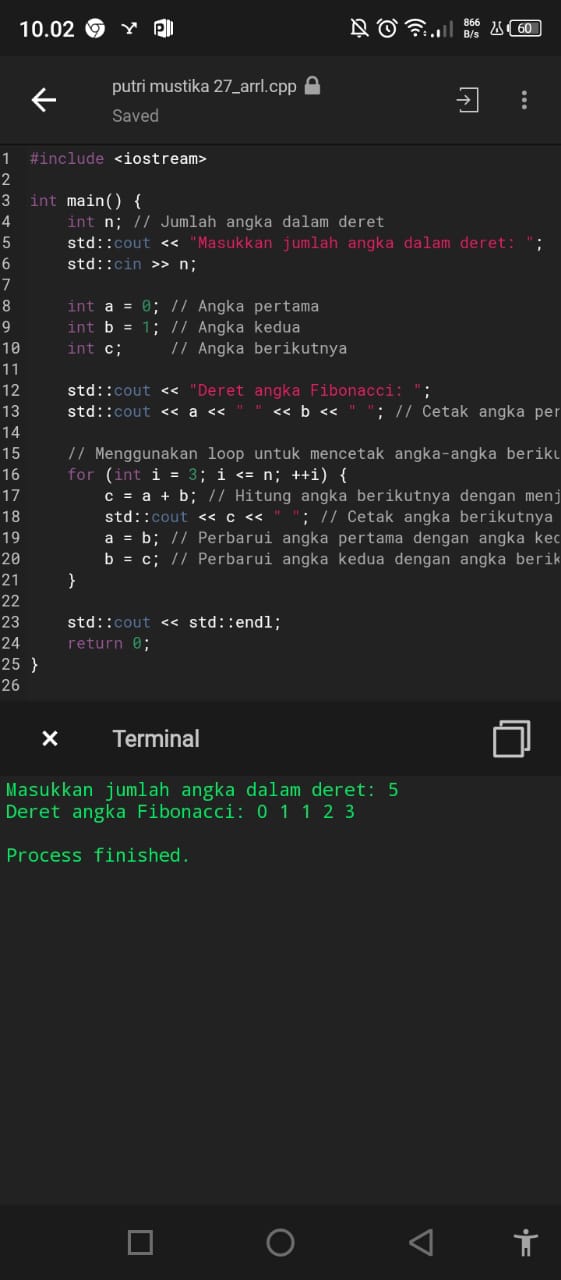 10.02 866 B/s 60
putri mustika 27_arrl.cpp
Saved
1 #include <iostream>
2
3 int main() {
4 int n; // Jumlah angka dalam deret
5 std::cout << "Masukkan jumlah angka dalam deret: ";
6 std::cin >> n;
7
8 int a = 0; // Angka pertama
9 int b = 1; // Angka kedua
10 int c; // Angka berikutnya
11
12 std::cout << "Deret angka Fibonacci: ";
13 std::cout << a << " " << b << " "; // Cetak angka per
14
15 // Menggunakan loop untuk mencetak angka-angka beriku
16 for (int i = 3; i <= n; ++i) {
17 c = a + b; // Hitung angka berikutnya dengan menj
18 std::cout << c << " "; // Cetak angka berikutnya
19 a = b; // Perbarui angka pertama dengan angka ked
20 b = c; // Perbarui angka kedua dengan angka berik
21 }
22
23 std::cout << std::endl;
24 return 0;
25 }
26
Terminal
Masukkan jumlah angka dalam deret: 5
Deret angka Fibonacci: 0 1 1 2 3
Process finished.